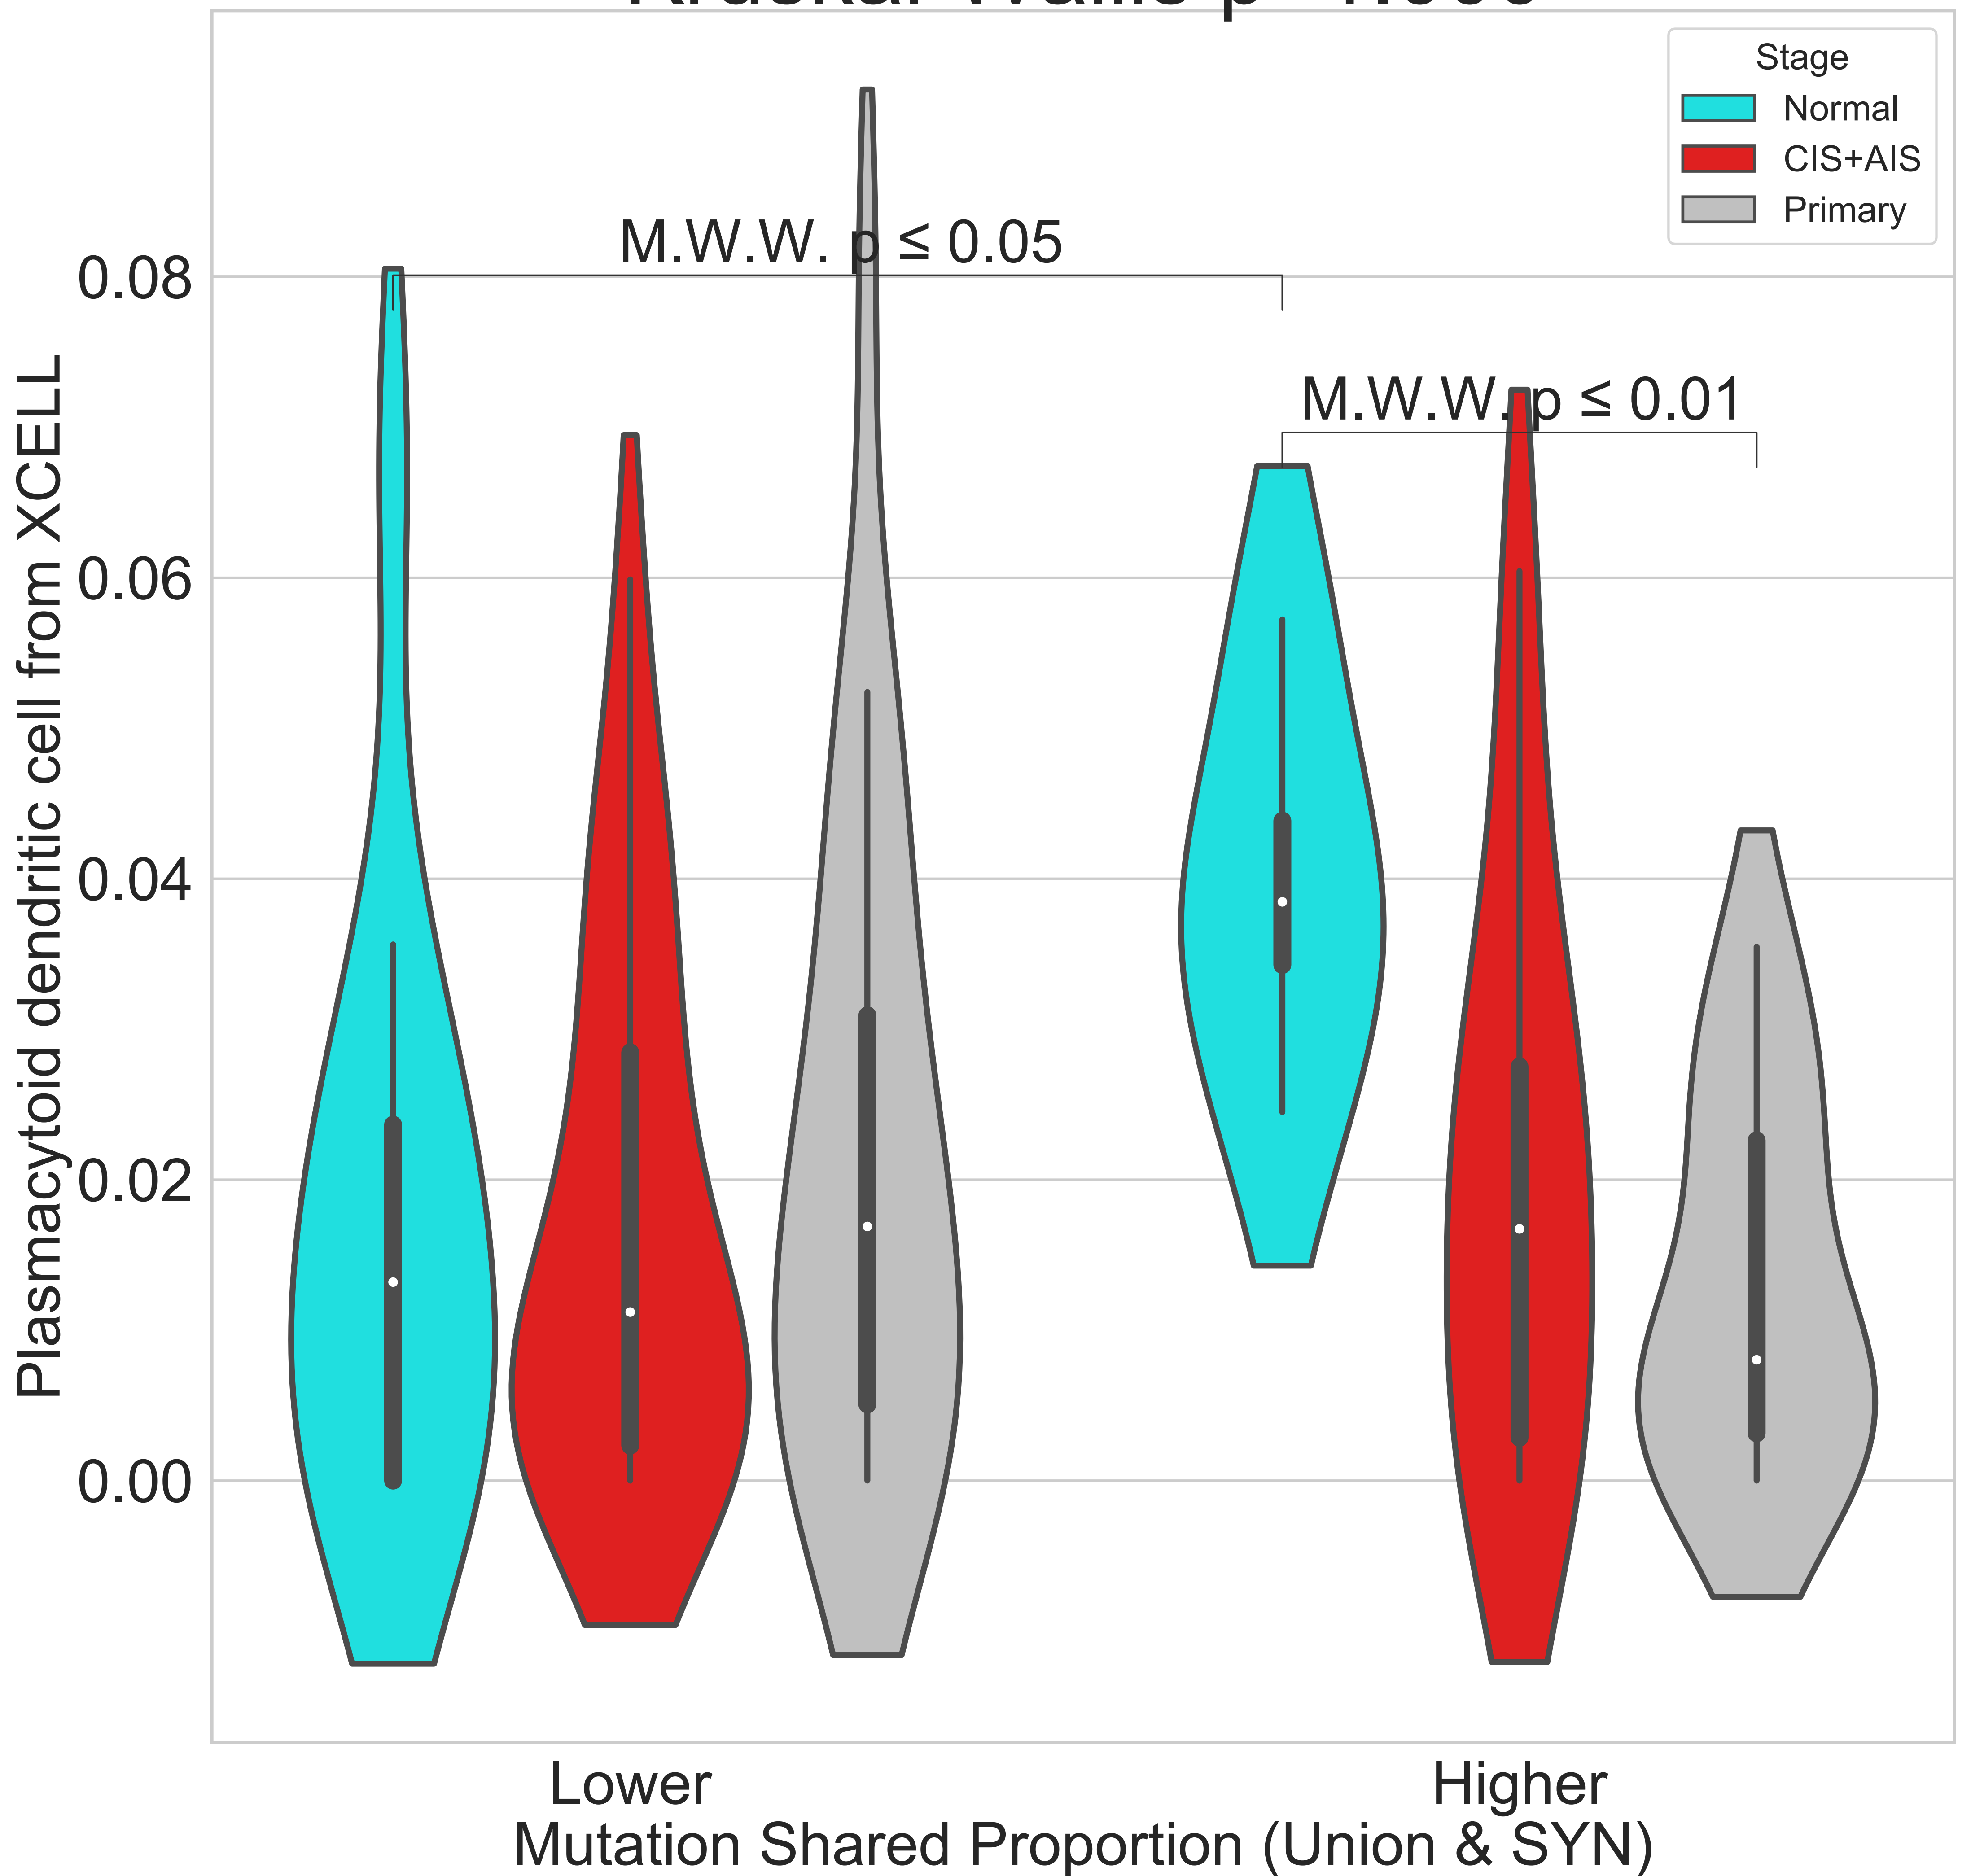 Stage
Normal
CIS+AIS
Primary
M.W.W. p ≤ 0.05
M.W.W. p ≤ 0.01
Plasmacytoid dendritic cell from XCELL
0.08
0.06
0.04
0.02
0.00
Lower
Higher
Mutation Shared Proportion (Union & SYN)